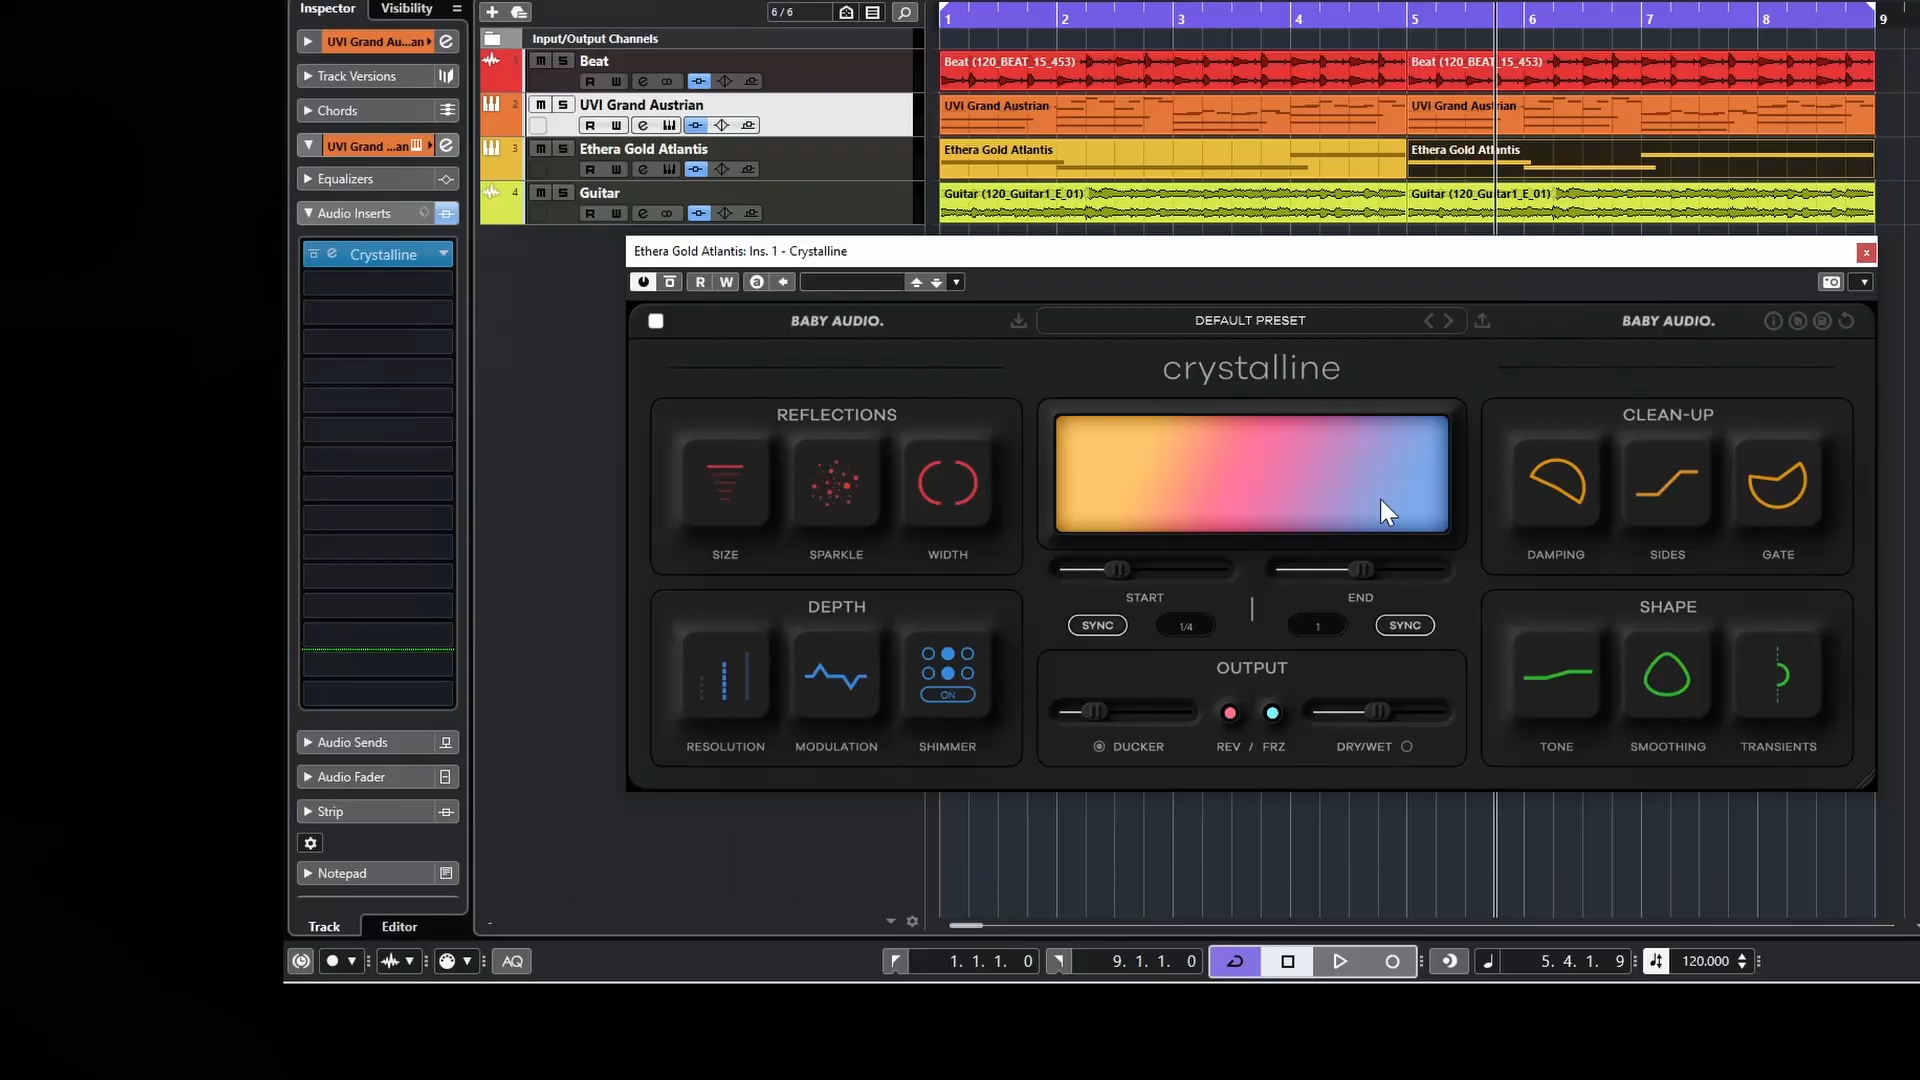 Inspector
Visibility
6 / 6
1
2
3
4
5
6
7
8
9
UVI Grand Au...an
Track Versions
Chords
UVI Grand ...an
Equalizers
Audio Inserts
Crystalline
Audio Sends
Audio Fader
Strip
Notepad
Track
Editor
Input/Output Channels
1
m
S
Beat
R
W
e
2
m
S
UVI Grand Austrian
R
W
e
3
m
S
Ethera Gold Atlantis
R
W
e
4
m
S
Guitar
R
W
e
Beat (120_BEAT_15_453)
Beat (120_BEAT_15_453)
UVI Grand Austrian
UVI Grand Austrian
Ethera Gold Atlantis
Ethera Gold Atlantis
Guitar (120_Guitar1_E_01)
Guitar (120_Guitar1_E_01)
Ethera Gold Atlantis: Ins. 1 - Crystalline
x
R
W
a
BABY AUDIO.
DEFAULT PRESET
BABY AUDIO.
crystalline
REFLECTIONS
SIZE
SPARKLE
WIDTH
CLEAN-UP
DAMPING
SIDES
GATE
START
END
SYNC
1/4
1
SYNC
DEPTH
ON
RESOLUTION
MODULATION
SHIMMER
OUTPUT
DUCKER
REV / FRZ
DRY/WET
SHAPE
TONE
SMOOTHING
TRANSIENTS
AQ
1. 1. 1. 0
9. 1. 1. 0
5. 4. 1. 9
120.000